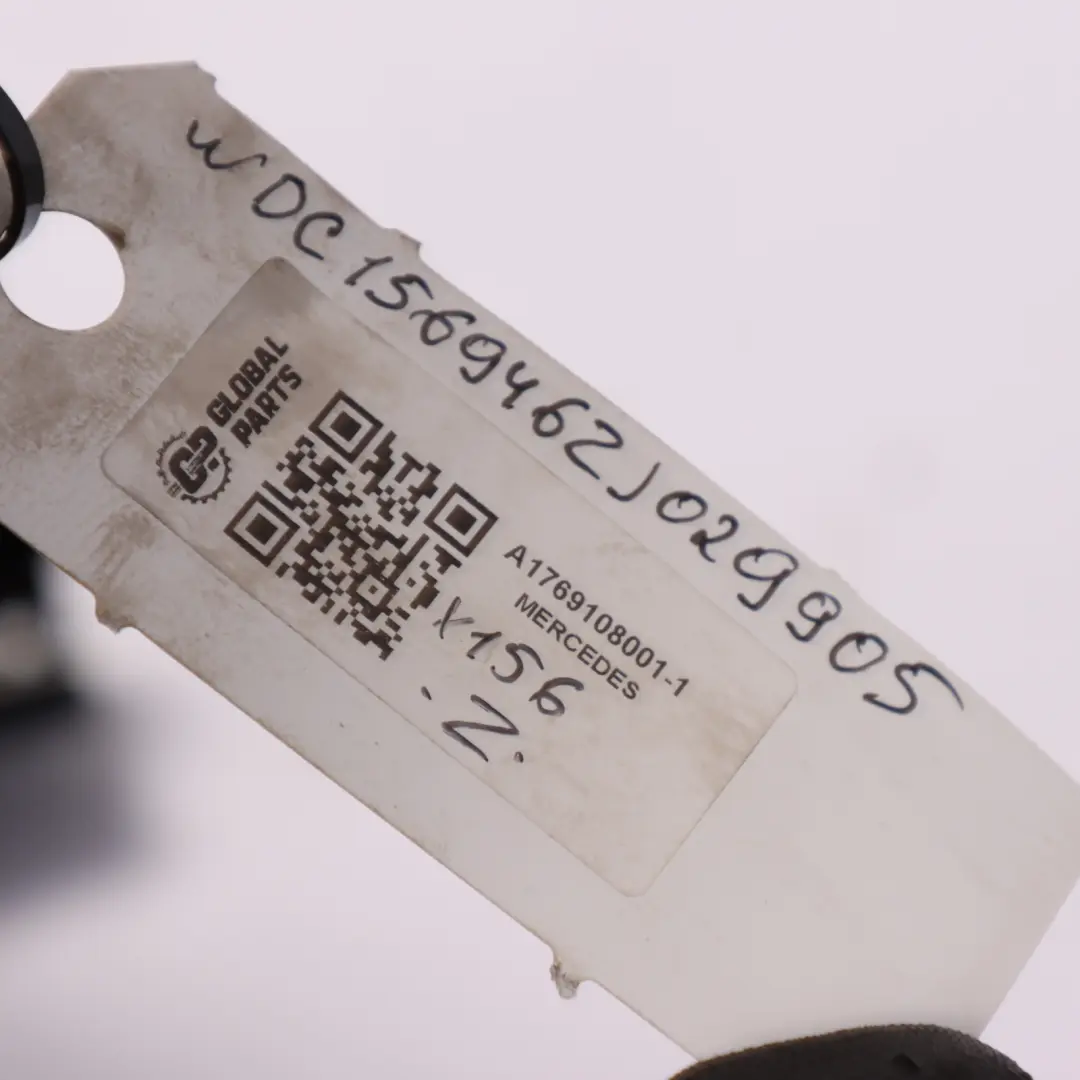 WDC1569462J029905
GLOBAL
PARTS
A1769108001-1
MERCEDES
X156
.Z.